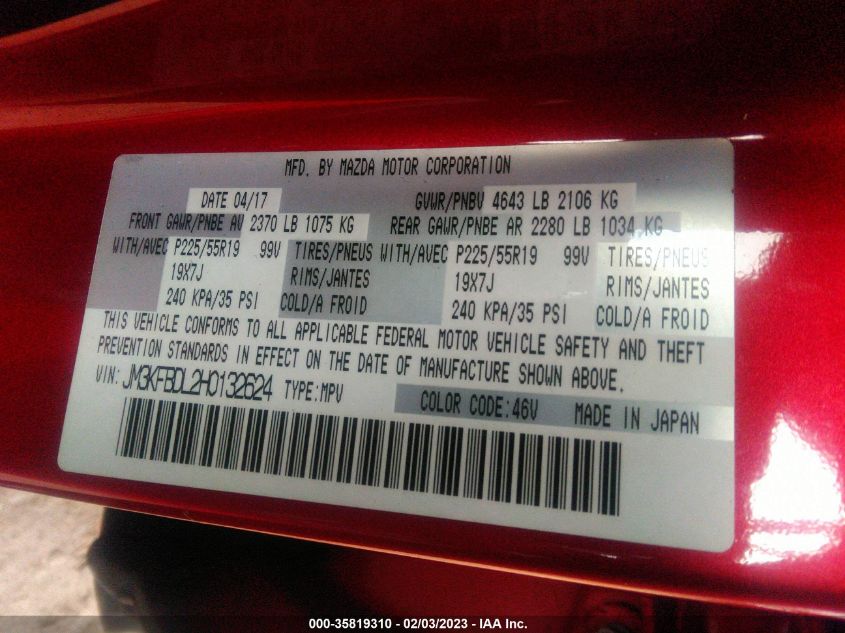 MFD. BY MAZDA MOTOR CORPORATION
DATE 04/17 GVWR/PNBV 4643 LB 2106 KG
FRONT GAWR/PNBE AV 2370 LB 1075 KG REAR GAWR/PNBE AR 2280 LB 1034 KG
WITH/AVEC P225/55R19 99V TIRES/PNEUS WITH/AVEC P225/55R19 99V TIRES/PNEUS
19X7J RIMS/JANTES 19X7J RIMS/JANTES
240 KPA/35 PSI COLD/A FROID 240 KPA/35 PSI COLD/A FROID
THIS VEHICLE CONFORMS TO ALL APPLICABLE FEDERAL MOTOR VEHICLE SAFETY AND THEFT
PREVENTION STANDARDS IN EFFECT ON THE DATE OF MANUFACTURE SHOWN ABOVE.
VIN: JM3KFBDL2H0132624 TYPE:MPV COLOR CODE:46V MADE IN JAPAN
000-35819310 - 02/03/2023 - IAA Inc.